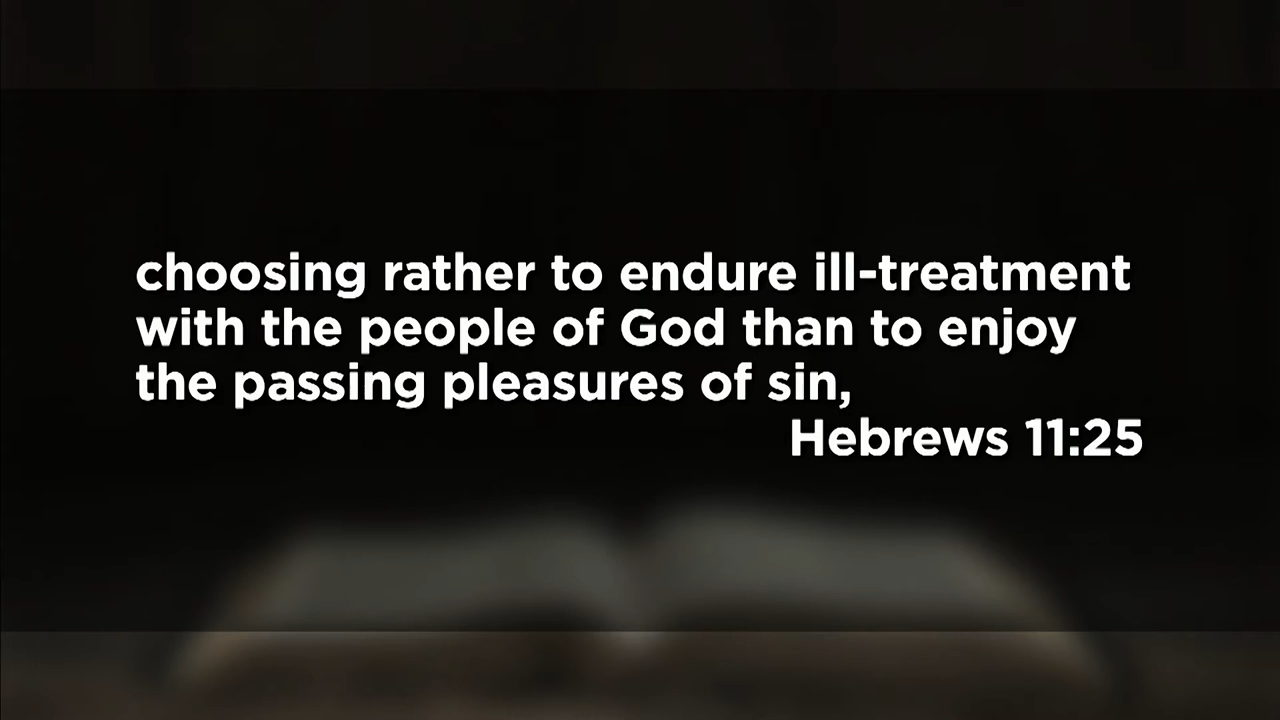 choosing rather to endure ill-treatment
with the people of God than to enjoy
the passing pleasures of sin,
Hebrews 11:25